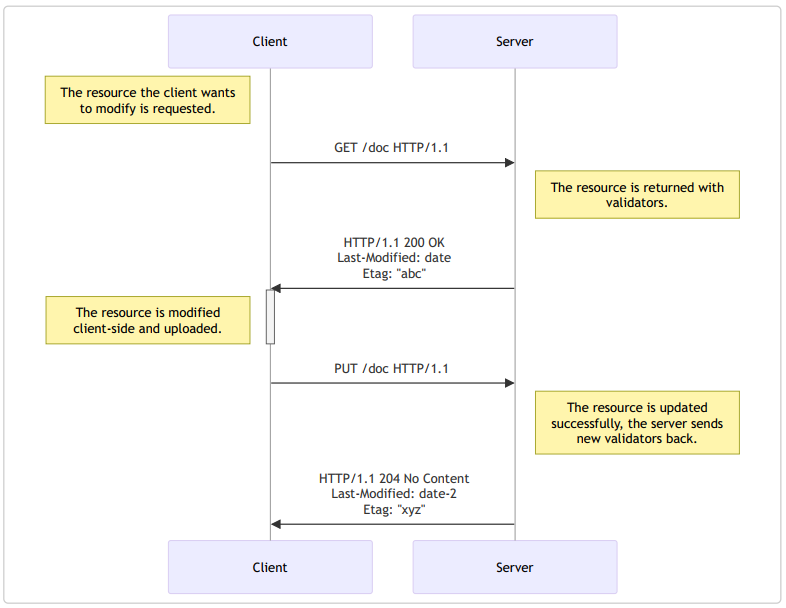 Client
Server
The resource the client wants
to modify is requested.
GET /doc HTTP/1.1
The resource is returned with
validators.
HTTP/1.1 200 OK
Last-Modified: date
Etag: "abc"
The resource is modified
client-side and uploaded.
PUT /doc HTTP/1.1
The resource is updated
successfully, the server sends
new validators back.
HTTP/1.1 204 No Content
Last-Modified: date-2
Etag: "xyz"
Client
Server